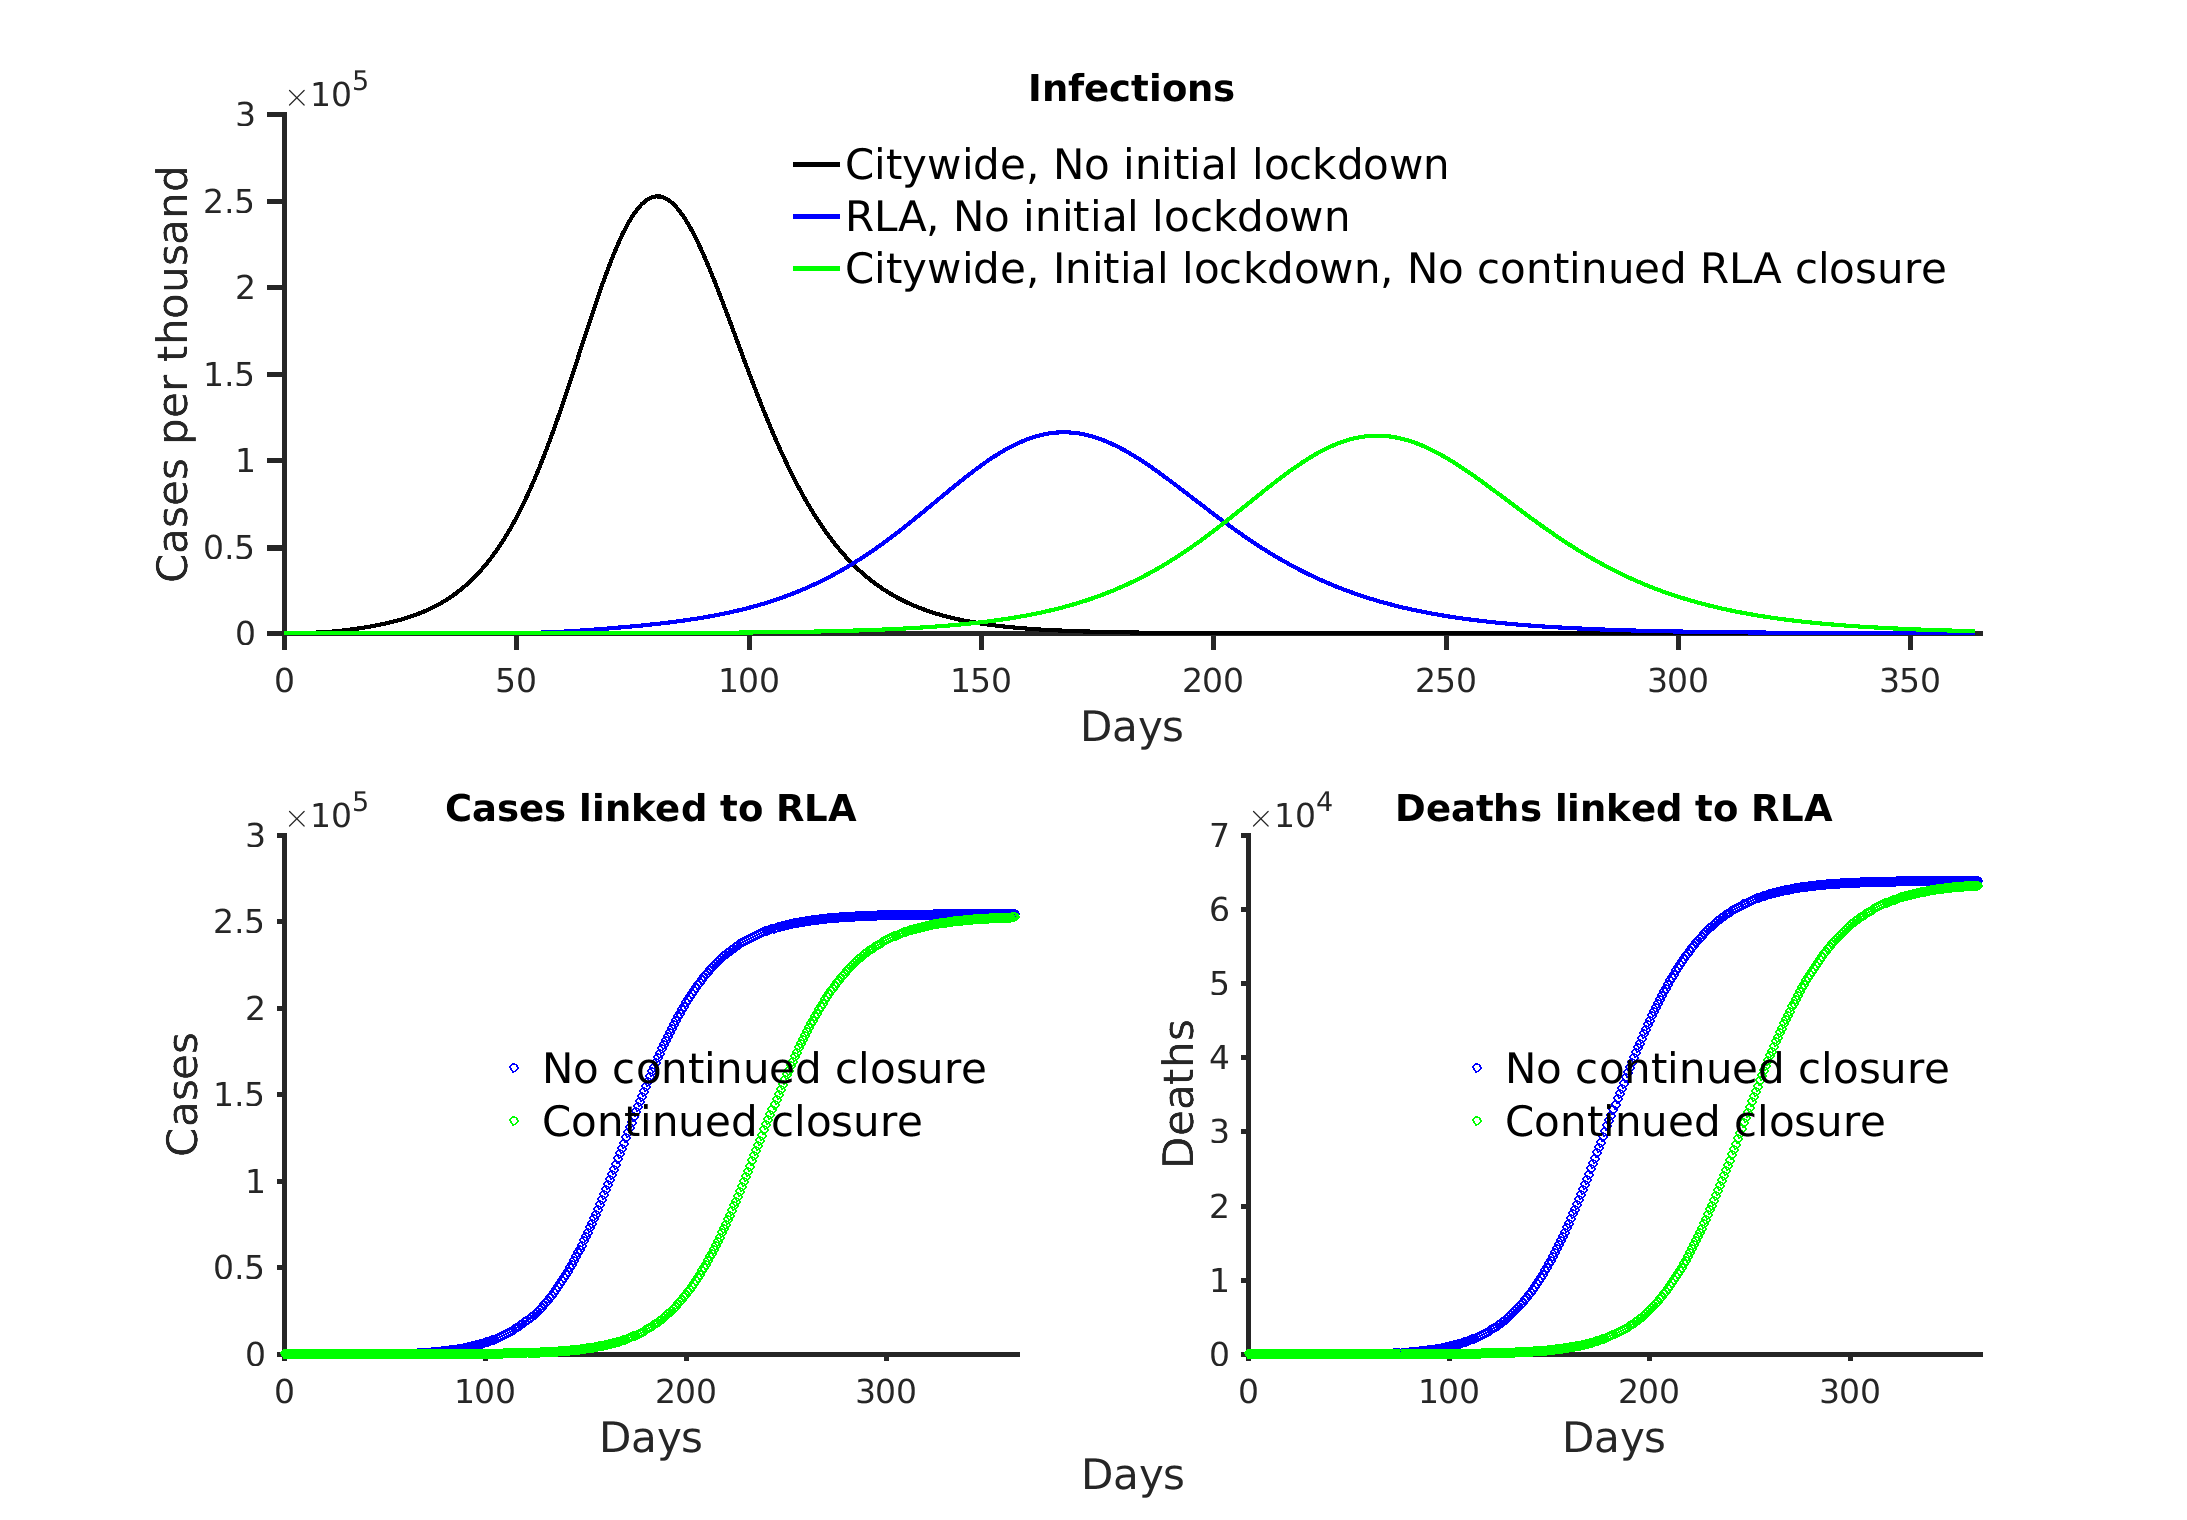 Infections
×10^5
3
2.5
2
1.5
1
0.5
0
Cases per thousand
Citywide, No initial lockdown
RLA, No initial lockdown
Citywide, Initial lockdown, No continued RLA closure
0 50 100 150 200 250 300 350
Days
Cases linked to RLA
×10^5
3
2.5
2
1.5
1
0.5
0
Cases
No continued closure
Continued closure
0 100 200 300
Days
Deaths linked to RLA
×10^4
7
6
5
4
3
2
1
0
Deaths
No continued closure
Continued closure
0 100 200 300
Days
Days